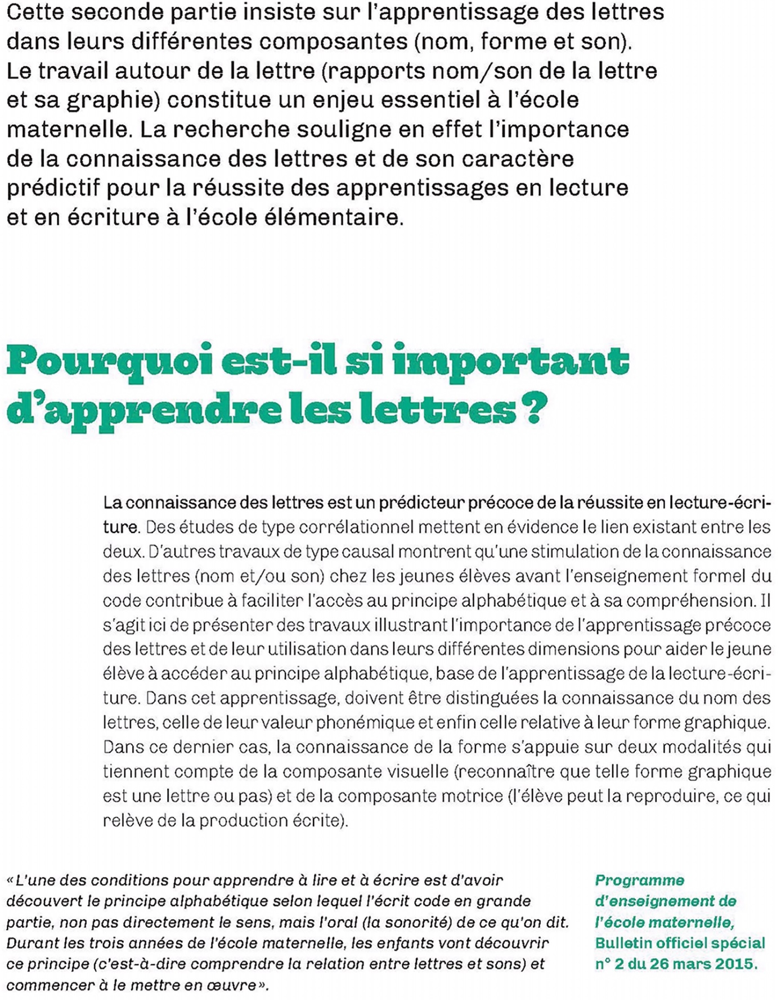 Cette seconde partie insiste sur l'apprentissage des lettres
dans leurs différentes composantes (nom, forme et son).
Le travail autour de la lettre (rapports nom/son de la lettre
et sa graphie) constitue un enjeu essentiel à l'école
maternelle. La recherche souligne en effet l'importance
de la connaissance des lettres et de son caractère
prédictif pour la réussite des apprentissages en lecture
et en écriture à l'école élémentaire.
Pourquoi est-il si important
d'apprendre les lettres ?
La connaissance des lettres est un prédicteur précoce de la réussite en lecture-écri-
ture. Des études de type corrélationnel mettent en évidence le lien existant entre les
deux. D'autres travaux de type causal montrent qu'une stimulation de la connaissance
des lettres (nom et/ou son) chez les jeunes élèves avant l'enseignement formel du
code contribue à faciliter l'accès au principe alphabétique et à sa compréhension. Il
s'agit ici de présenter des travaux illustrant l'importance de l'apprentissage précoce
des lettres et de leur utilisation dans leurs différentes dimensions pour aider le jeune
élève à accéder au principe alphabétique, base de l'apprentissage de la lecture-écri-
ture. Dans cet apprentissage, doivent être distinguées la connaissance du nom des
lettres, celle de leur valeur phonémique et enfin celle relative à leur forme graphique.
Dans ce dernier cas, la connaissance de la forme s'appuie sur deux modalités qui
tiennent compte de la composante visuelle (reconnaître que telle forme graphique
est une lettre ou pas) et de la composante motrice (l'élève peut la reproduire, ce qui
relève de la production écrite).
« L'une des conditions pour apprendre à lire et à écrire est d'avoir
découvert le principe alphabétique selon lequel l'écrit code en grande
partie, non pas directement le sens, mais l'oral (la sonorité) de ce qu'on dit.
Durant les trois années de l'école maternelle, les enfants vont découvrir
ce principe (c'est-à-dire comprendre la relation entre lettres et sons) et
commencer à le mettre en œuvre ».
Programme
d'enseignement de
l'école maternelle,
Bulletin officiel spécial
n° 2 du 26 mars 2015.